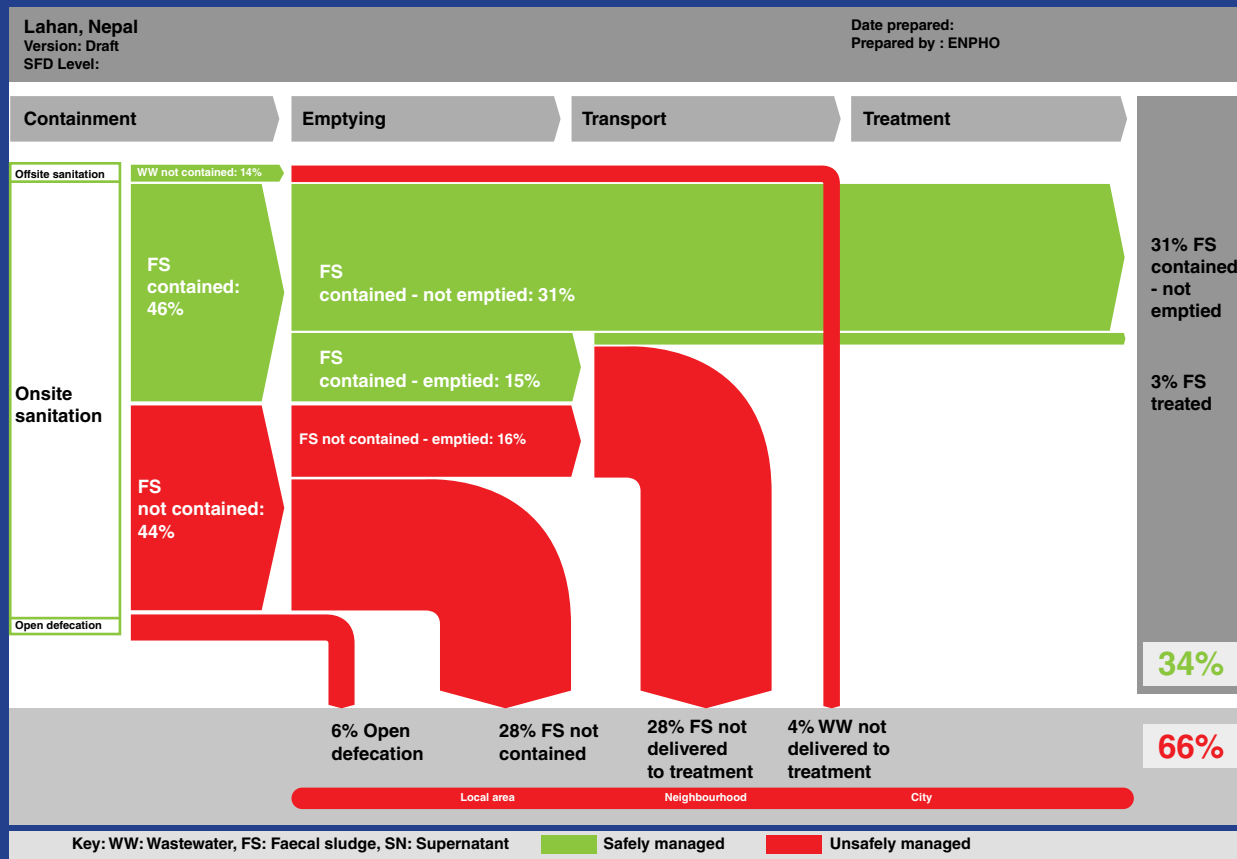 Lahan, Nepal
Version: Draft
SFD Level:
Date prepared:
Prepared by : ENPHO
Containment
Emptying
Transport
Treatment
Offsite sanitation
WW not contained: 14%
Onsite
sanitation
FS
contained:
46%
FS
contained - not emptied: 31%
31% FS
contained
- not
emptied
FS
contained - emptied: 15%
3% FS
treated
FS not contained - emptied: 16%
FS
not contained:
44%
Open defecation
34%
6% Open
defecation
28% FS not
contained
28% FS not
delivered
to treatment
4% WW not
delivered to
treatment
66%
Local area
Neighbourhood
City
Key: WW: Wastewater, FS: Faecal sludge, SN: Supernatant
Safely managed
Unsafely managed